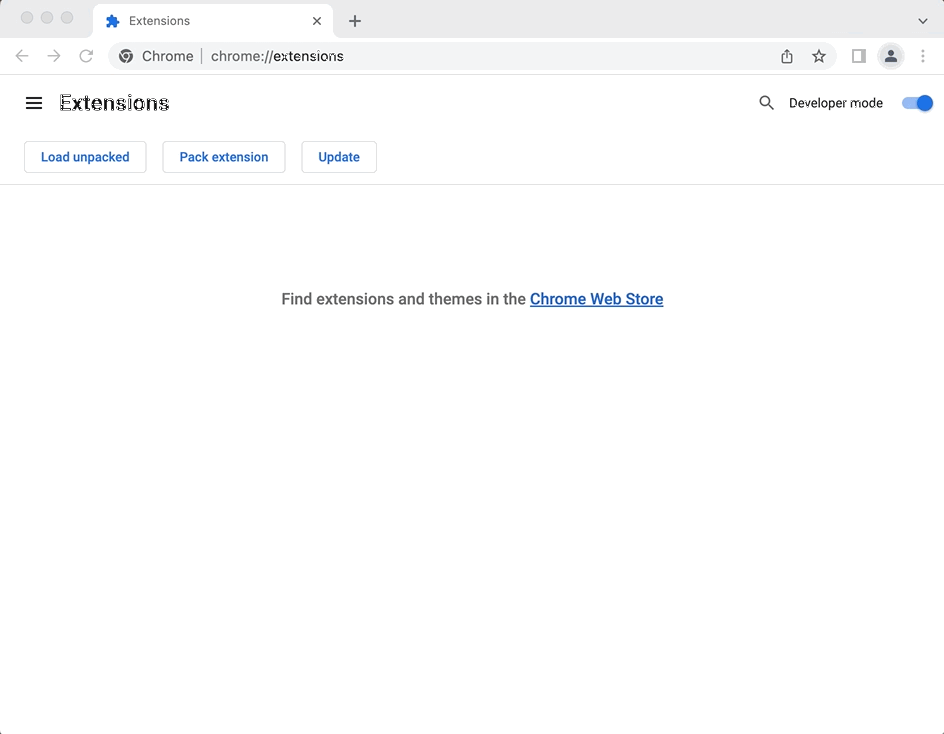 Extensions
Chrome | chrome://extensions
Extensions
Developer mode
Load unpacked
Pack extension
Update
Find extensions and themes in the Chrome Web Store